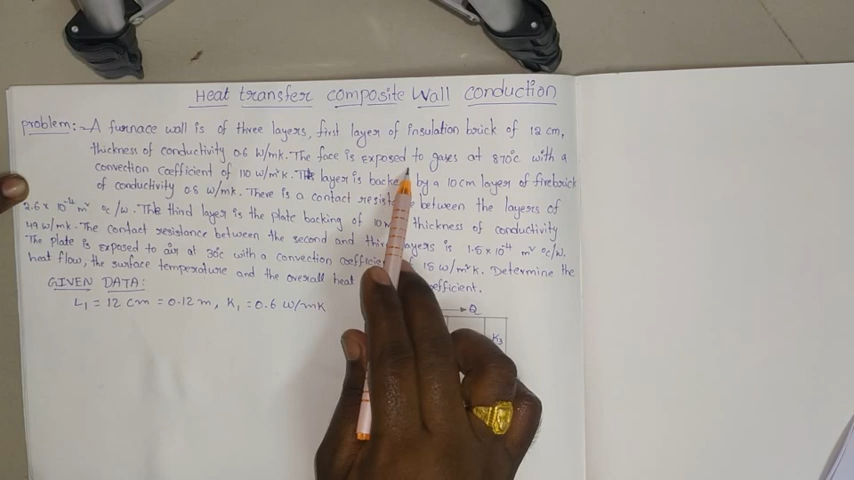 Heat transfer composite Wall conduction
problem:- A furnace wall is of three layers, first layer of insulation brick of 12 cm,
thickness of conductivity 0.6 W/mk. The face is exposed to gases at 870°c with a
convection coefficient of 110 W/m²K. The layer is backed by a 10 cm layer of firebrick
of conductivity 0.8 W/mk. There is a contact between the layers of
2.6 x 10⁻⁴ m² °c/W. The third layer is the plate backing of 10 thickness of conductivity
49 W/mk. The contact resistance between the second and layers is 1.5 x 10⁻⁴ m² °c/W.
The plate is exposed to air at 30°c with a convection 15 W/m²K. Determine the
heat flow, the surface temperature and the overall heat
GIVEN DATA:
L₁ = 12 cm = 0.12 m, K₁ = 0.6 W/mK
Q
K₃